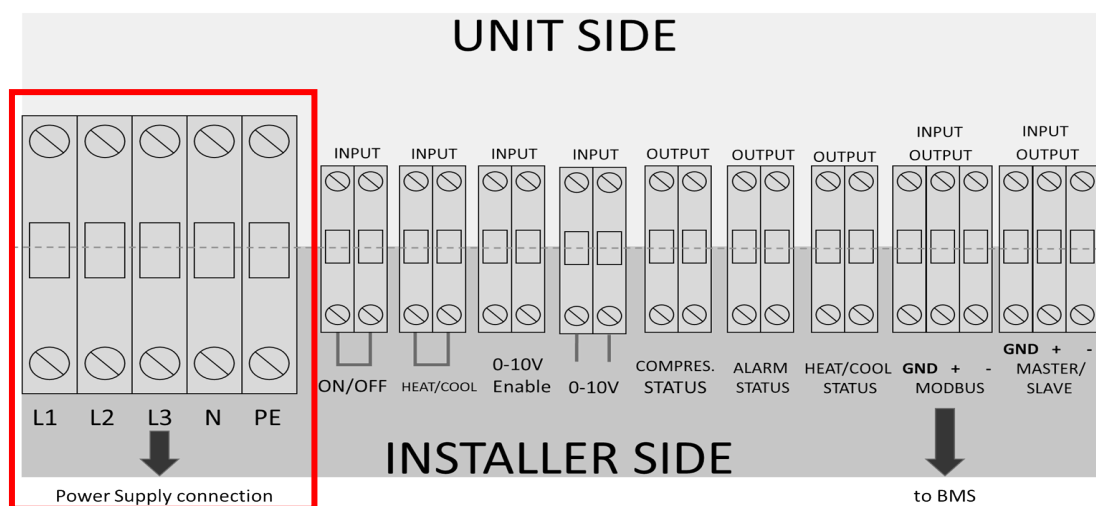 UNIT SIDE
INPUT
INPUT
INPUT
INPUT
OUTPUT
OUTPUT
OUTPUT
INPUT
OUTPUT
INPUT
OUTPUT
L1 L2 L3 N PE
ON/OFF
HEAT/COOL
0-10V
Enable
0-10V
COMPRES.
STATUS
ALARM
STATUS
HEAT/COOL
STATUS
GND + -
MODBUS
GND + -
MASTER/
SLAVE
INSTALLER SIDE
Power Supply connection
to BMS